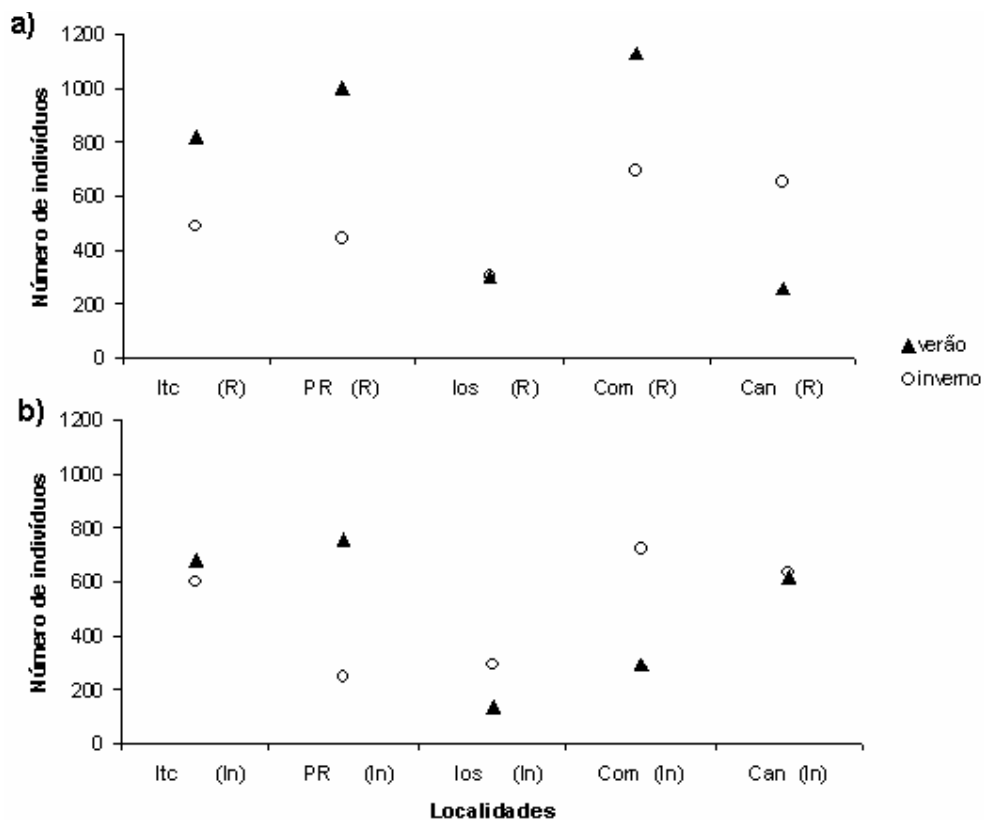 a)
1200
1000
800
600
400
200
0
Número de indivíduos
Itc (R) PR (R) Ios (R) Com (R) Can (R)
▲verão
○inverno
b)
1200
1000
800
600
400
200
0
Número de indivíduos
Itc (In) PR (In) Ios (In) Com (In) Can (In)
Localidades